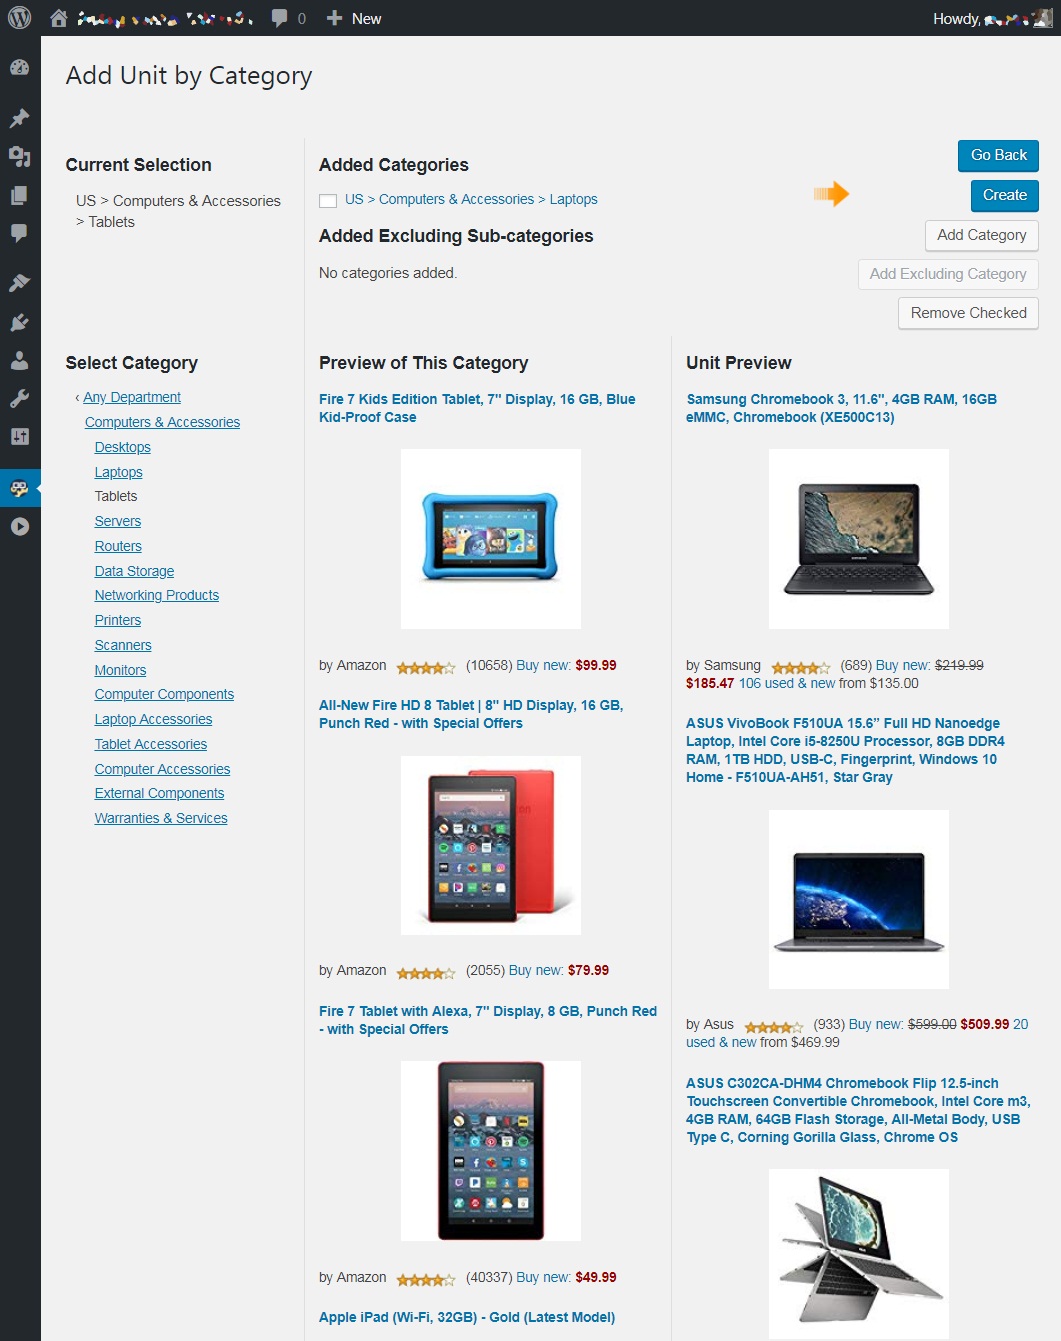 0
New
Howdy,
Add Unit by Category
Current Selection
US > Computers & Accessories
> Tablets
Added Categories
US > Computers & Accessories > Laptops
Added Excluding Sub-categories
No categories added.
Go Back
Create
Add Category
Add Excluding Category
Remove Checked
Select Category
‹ Any Department
Computers & Accessories
Desktops
Laptops
Tablets
Servers
Routers
Data Storage
Networking Products
Printers
Scanners
Monitors
Computer Components
Laptop Accessories
Tablet Accessories
Computer Accessories
External Components
Warranties & Services
Preview of This Category
Fire 7 Kids Edition Tablet, 7" Display, 16 GB, Blue
Kid-Proof Case
by Amazon (10658) Buy new: $99.99
All-New Fire HD 8 Tablet | 8" HD Display, 16 GB,
Punch Red - with Special Offers
by Amazon (2055) Buy new: $79.99
Fire 7 Tablet with Alexa, 7" Display, 8 GB, Punch Red
- with Special Offers
by Amazon (40337) Buy new: $49.99
Apple iPad (Wi-Fi, 32GB) - Gold (Latest Model)
Unit Preview
Samsung Chromebook 3, 11.6", 4GB RAM, 16GB
eMMC, Chromebook (XE500C13)
by Samsung (689) Buy new: $219.99
$185.47 106 used & new from $135.00
ASUS VivoBook F510UA 15.6” Full HD Nanoedge
Laptop, Intel Core i5-8250U Processor, 8GB DDR4
RAM, 1TB HDD, USB-C, Fingerprint, Windows 10
Home - F510UA-AH51, Star Gray
by Asus (933) Buy new: $599.00 $509.99 20
used & new from $469.99
ASUS C302CA-DHM4 Chromebook Flip 12.5-inch
Touchscreen Convertible Chromebook, Intel Core m3,
4GB RAM, 64GB Flash Storage, All-Metal Body, USB
Type C, Corning Gorilla Glass, Chrome OS